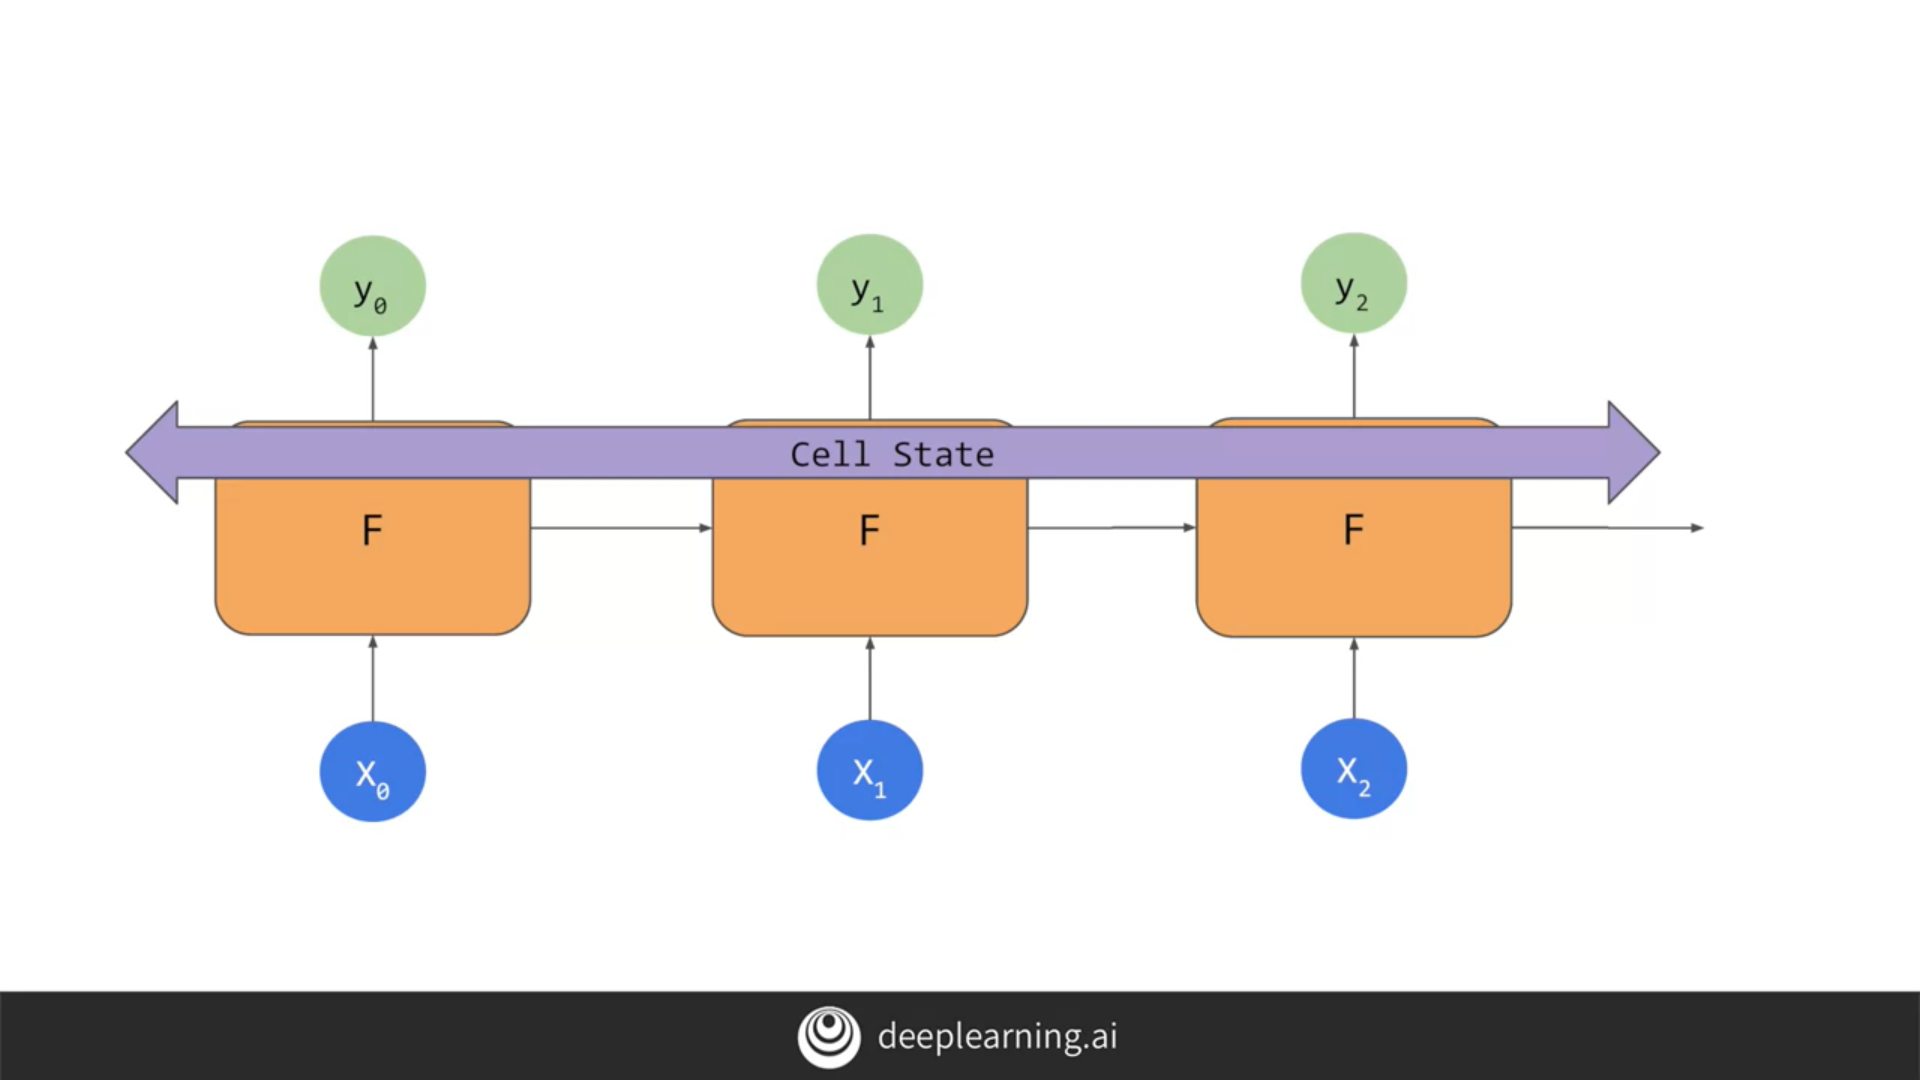 y0 y1 y2
Cell State
F F F
X0 X1 X2
deeplearning.ai